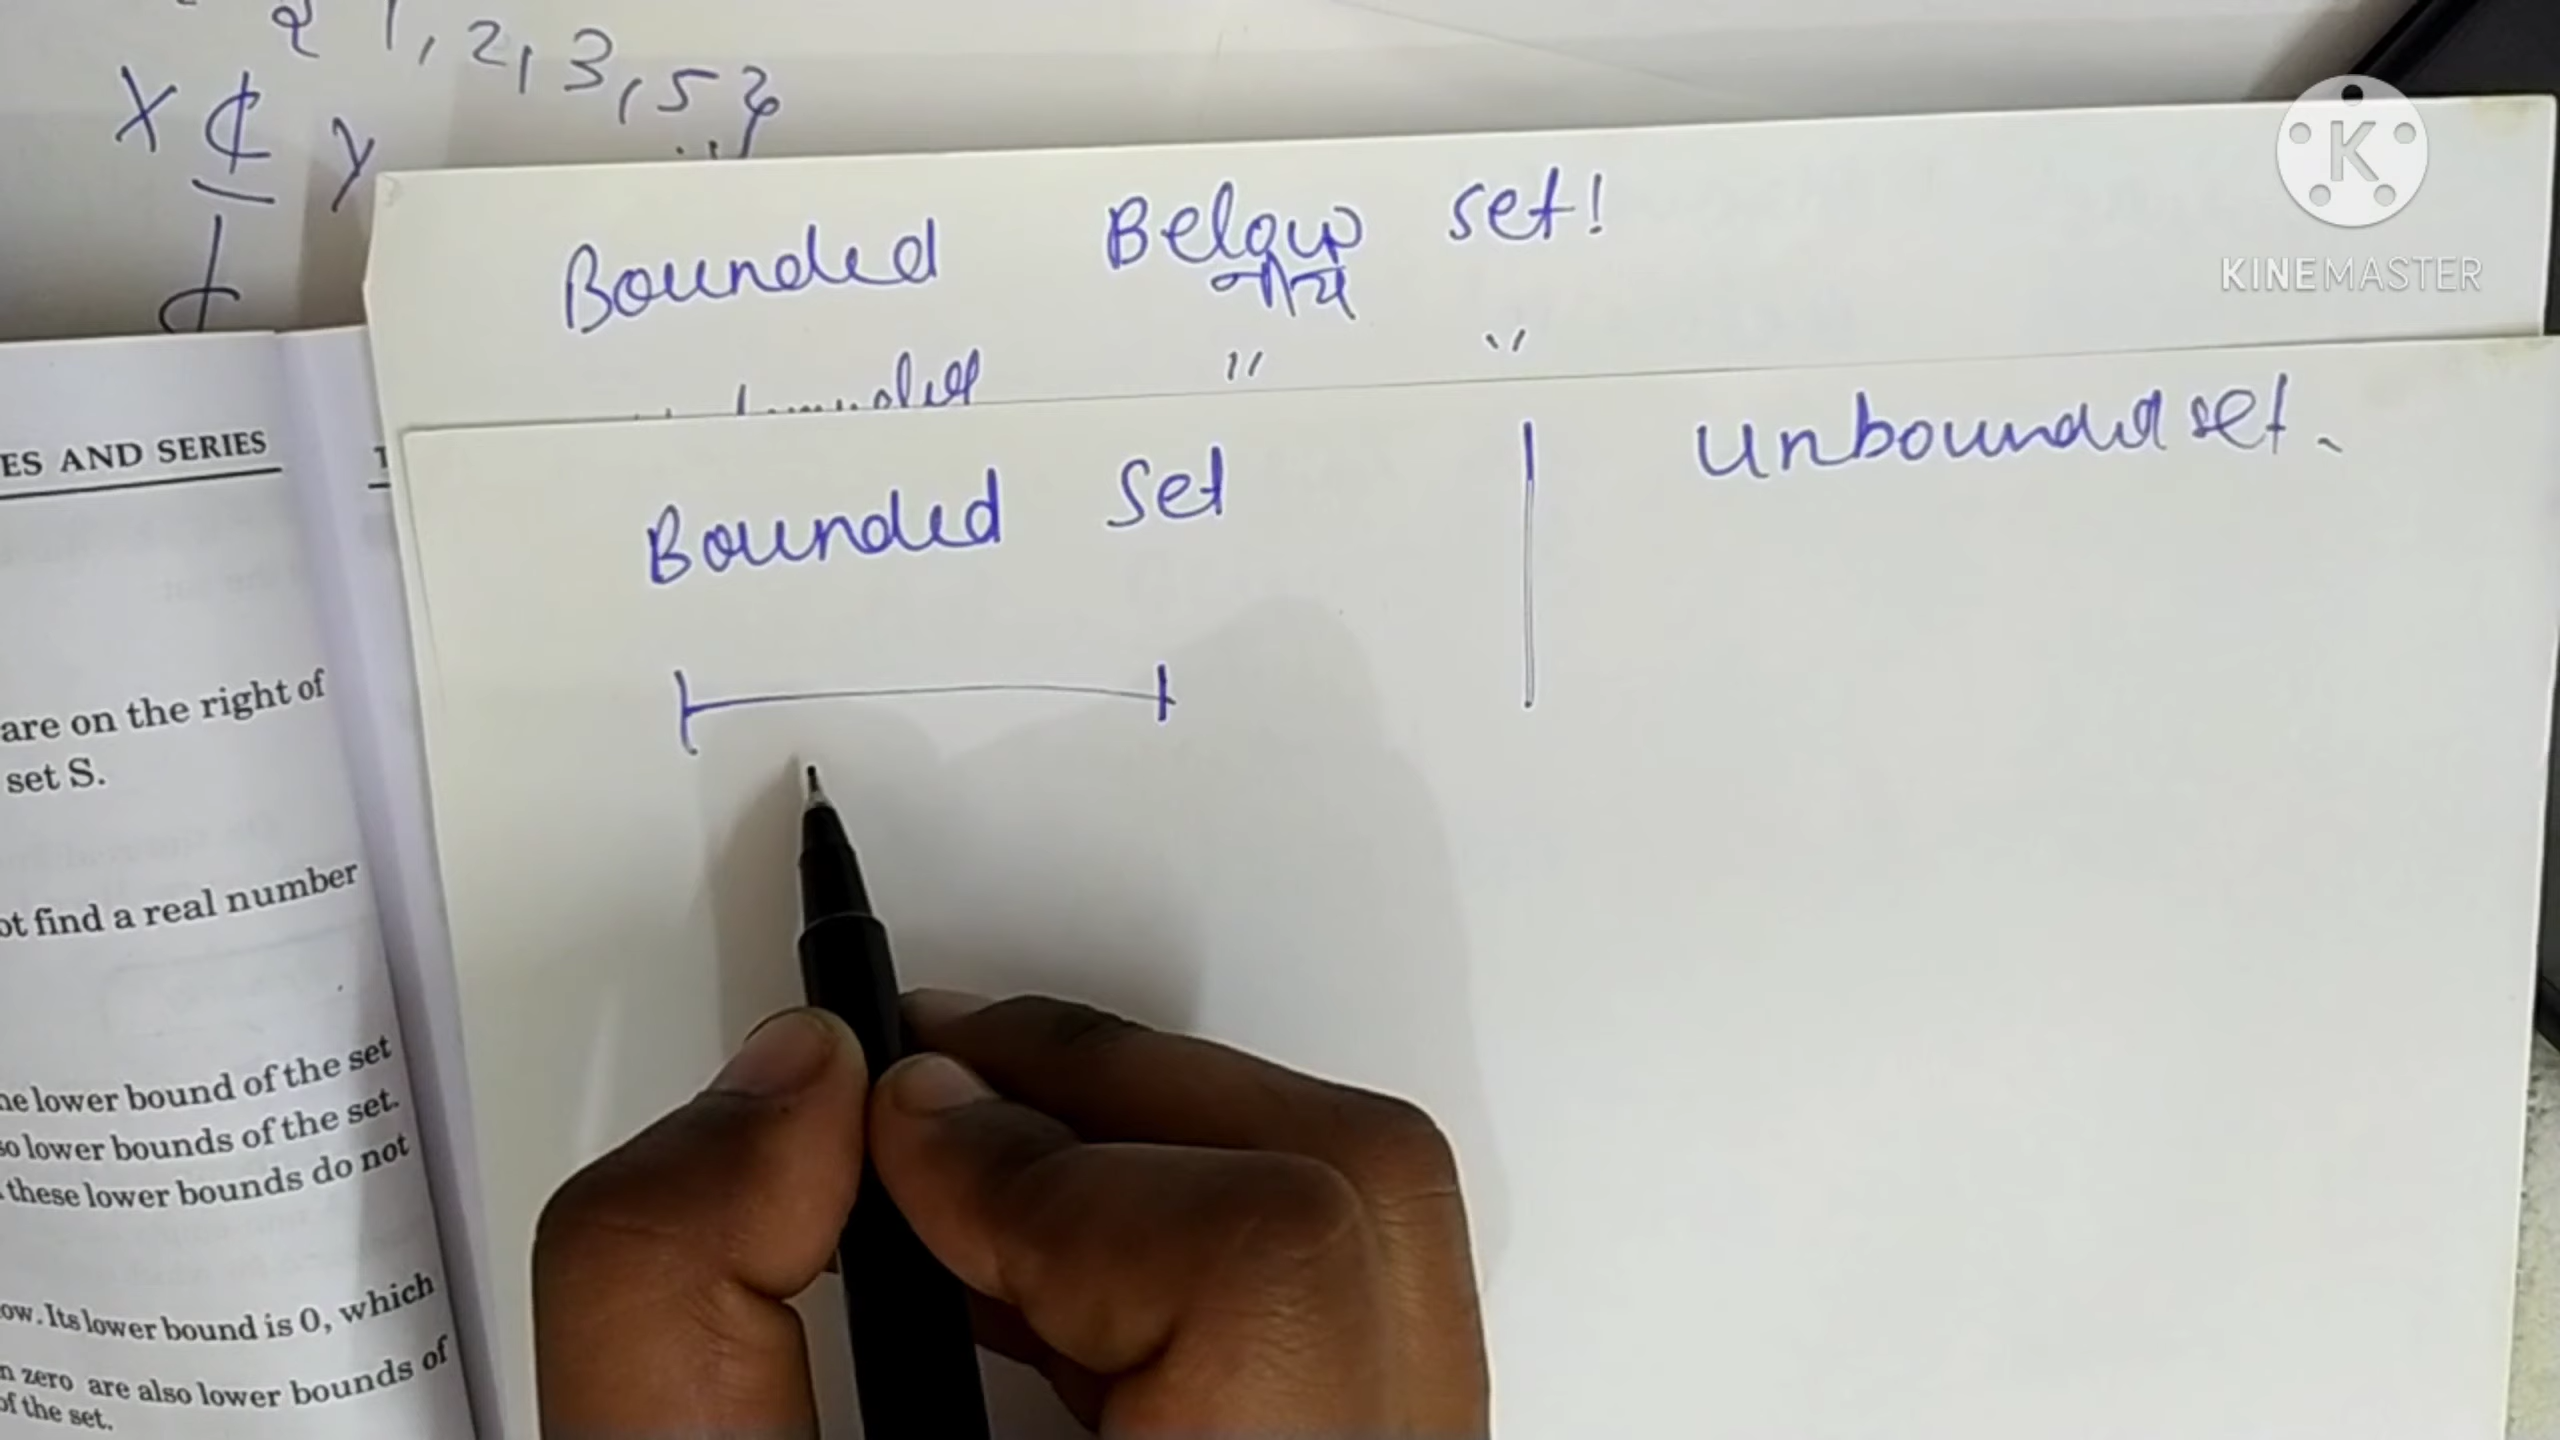 1, 2, 3, 5}
X ⊄ Y
KINEMASTER
Bounded Below set!
नीचे
" "
Bounded Set
Unbounded set.
ES AND SERIES
are on the right of
set S.
ot find a real number
he lower bound of the set
so lower bounds of the set.
these lower bounds do not
ow. Its lower bound is 0, which
n zero are also lower bounds of
of the set.